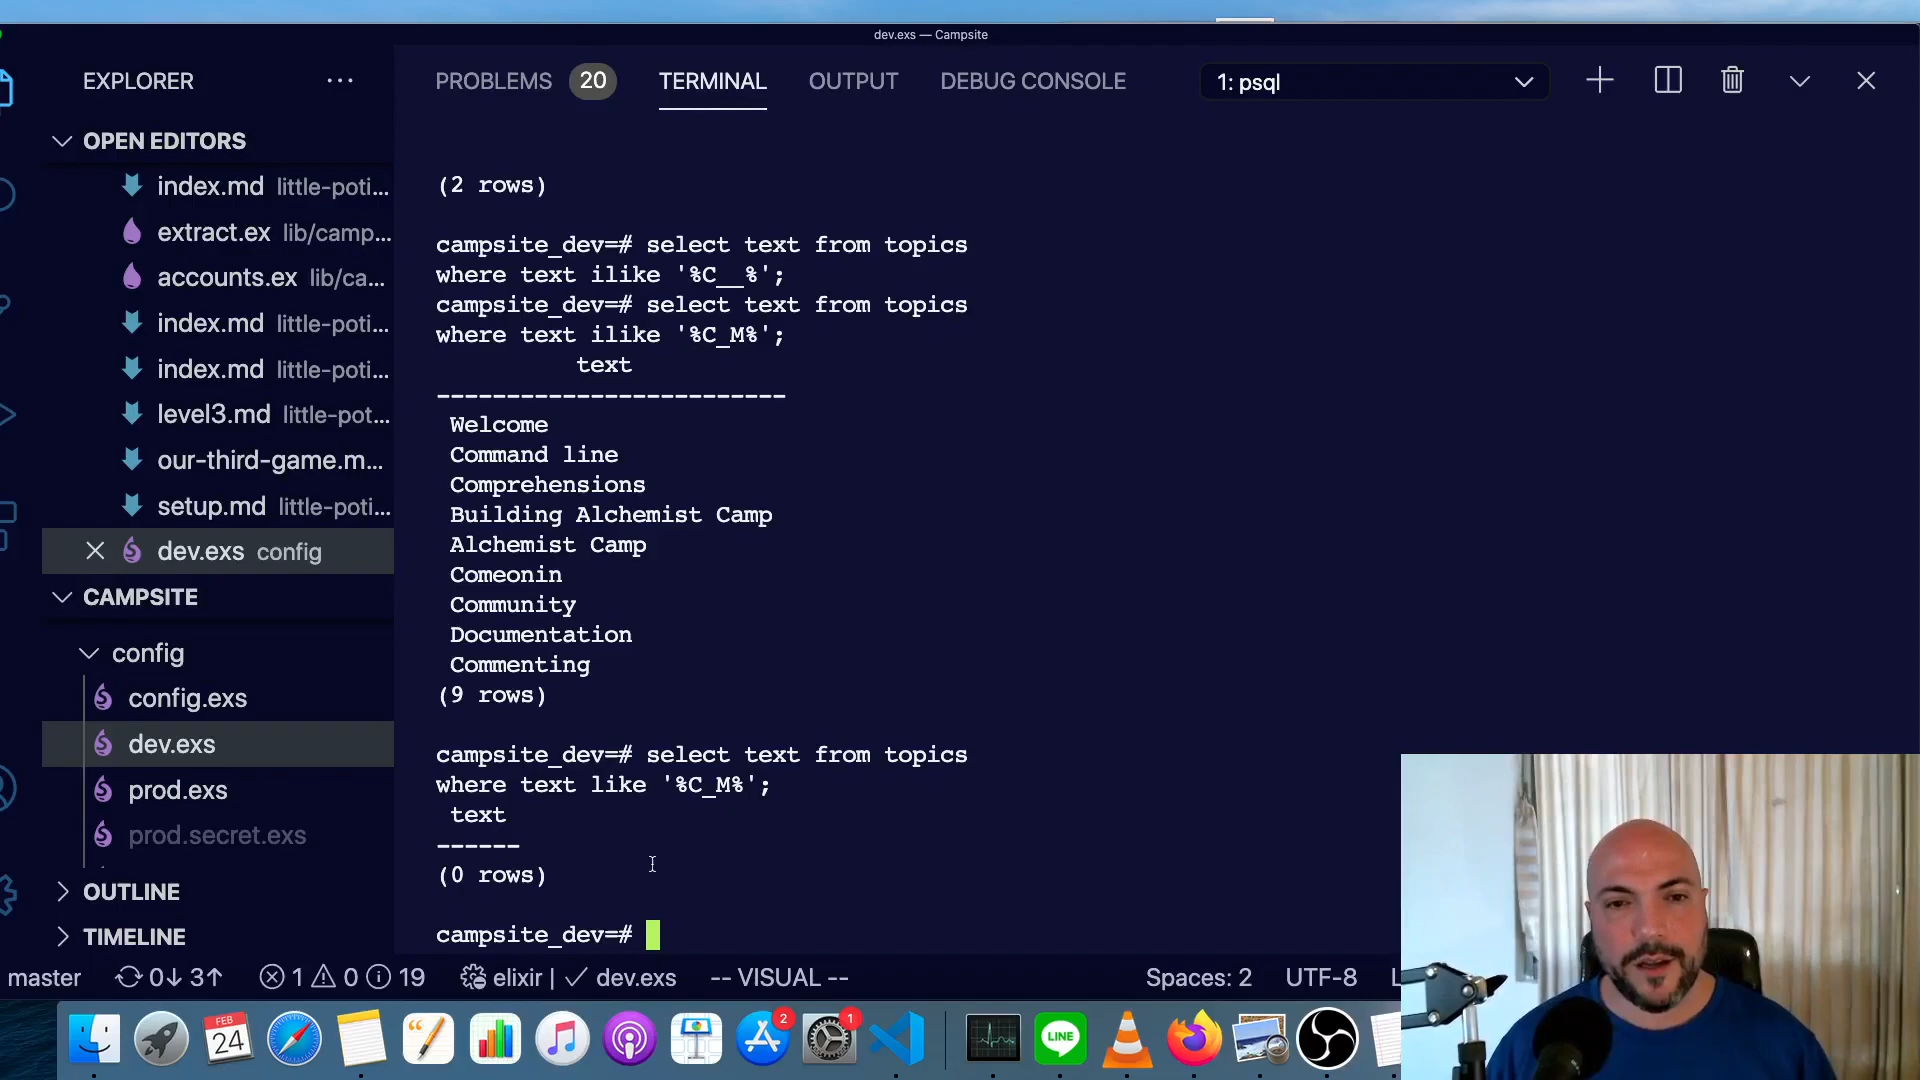 dev.exs — Campsite
EXPLORER
PROBLEMS 20 TERMINAL OUTPUT DEBUG CONSOLE 1: psql
OPEN EDITORS
index.md little-poti...
extract.ex lib/camp...
accounts.ex lib/ca...
index.md little-poti...
index.md little-poti...
level3.md little-pot...
our-third-game.m...
setup.md little-poti...
dev.exs config
CAMPSITE
config
config.exs
dev.exs
prod.exs
prod.secret.exs
OUTLINE
TIMELINE
(2 rows)
campsite_dev=# select text from topics
where text ilike '%C__%';
campsite_dev=# select text from topics
where text ilike '%C_M%';
text
-------------------------
Welcome
Command line
Comprehensions
Building Alchemist Camp
Alchemist Camp
Comeonin
Community
Documentation
Commenting
(9 rows)
campsite_dev=# select text from topics
where text like '%C_M%';
text
------
(0 rows)
campsite_dev=#
master 0↓ 3↑ 1 0 19 elixir | ✓ dev.exs -- VISUAL -- Spaces: 2 UTF-8 L
FEB
24
2
1
LINE